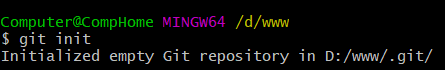 Computer@CompHome MINGW64 /d/www
$ git init
Initialized empty Git repository in D:/www/.git/